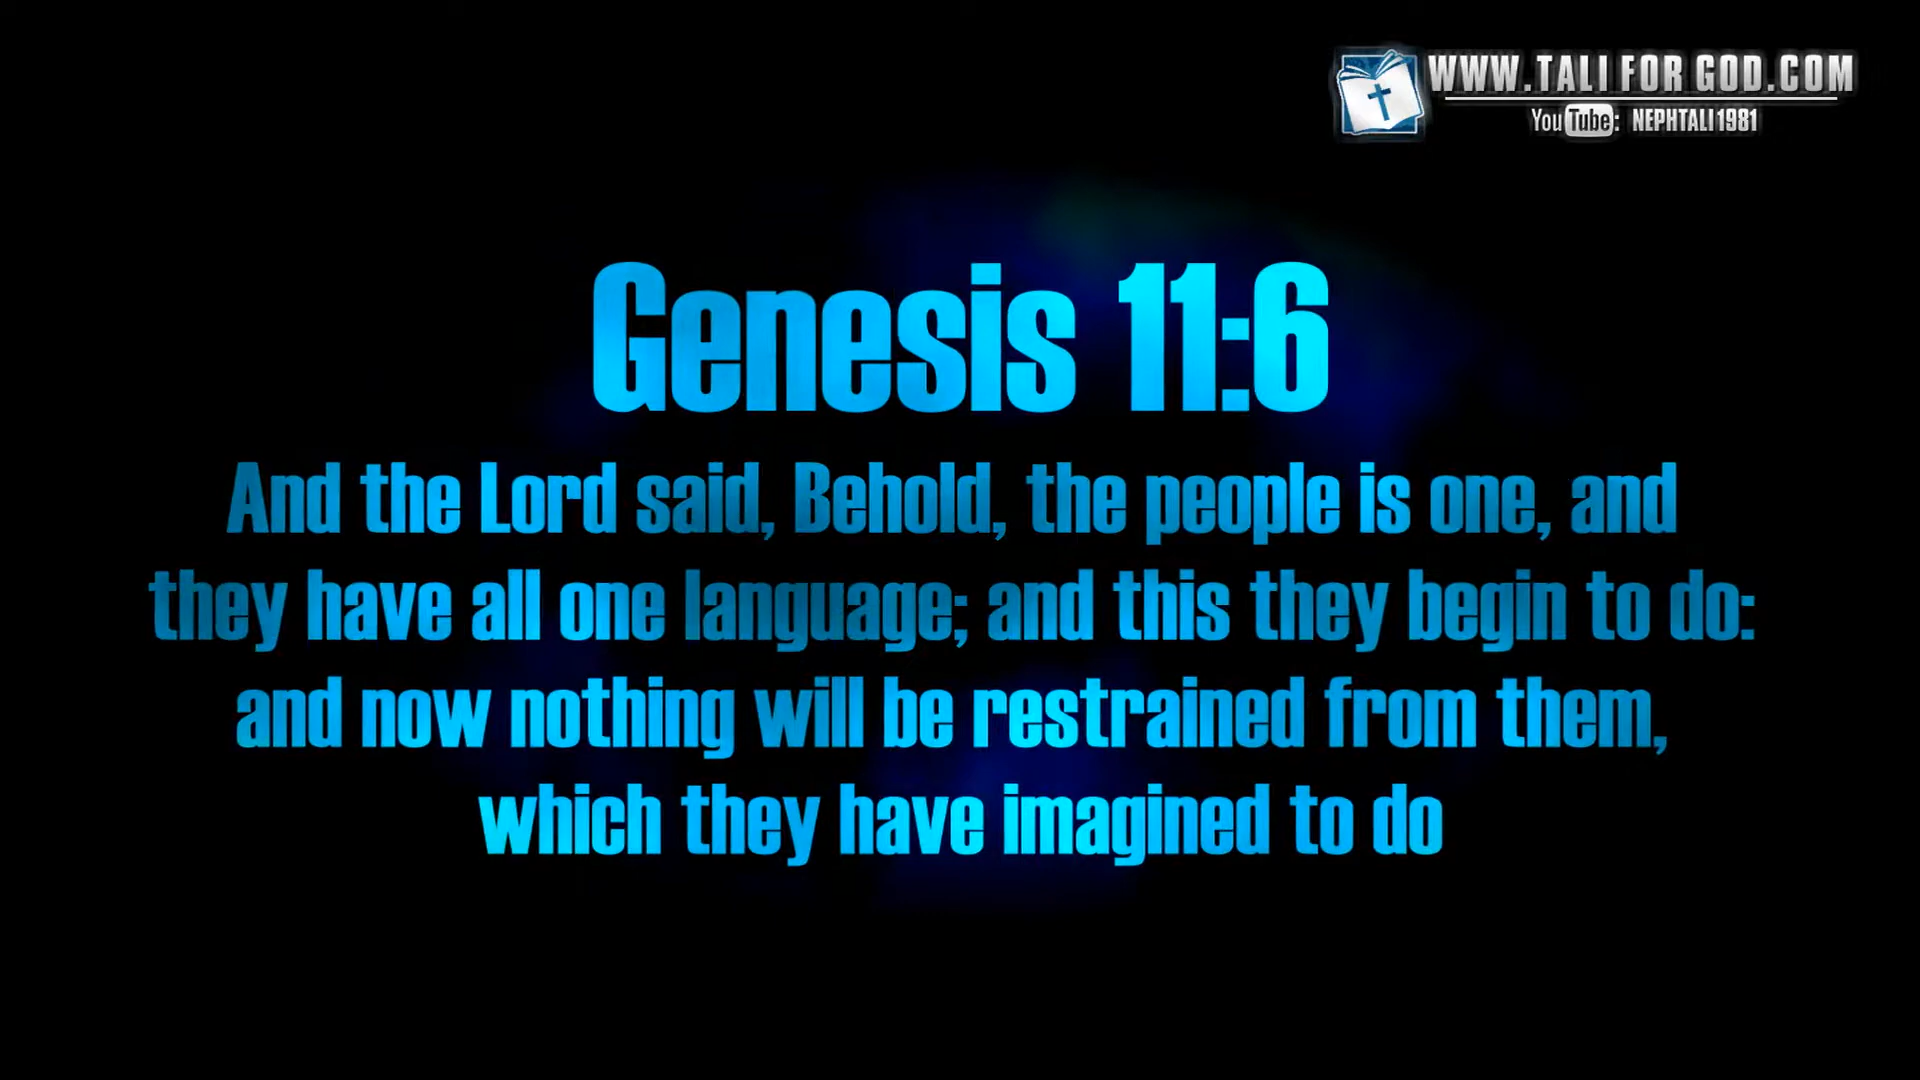 WWW.TALI FOR GOD.COM
YouTube: NEPHTALI1981
Genesis 11:6
And the Lord said, Behold, the people is one, and
they have all one language; and this they begin to do:
and now nothing will be restrained from them,
which they have imagined to do